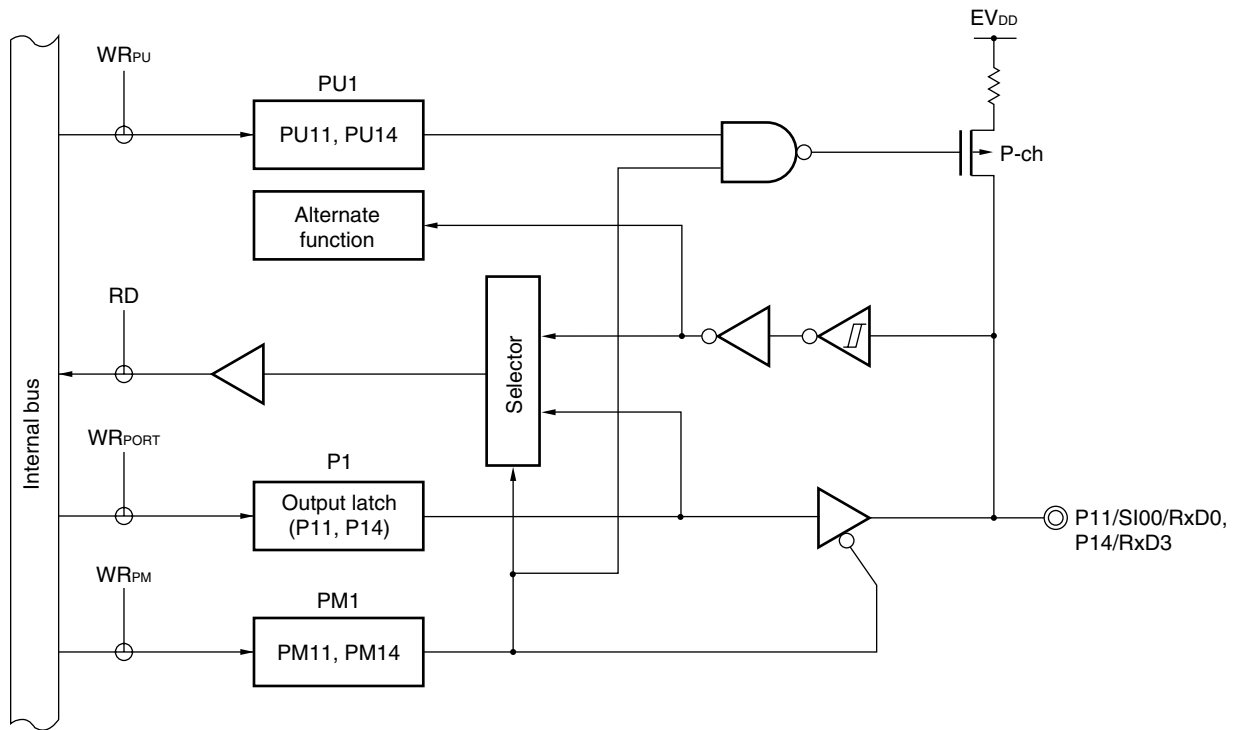 EVDD
WRPU
PU1
PU11, PU14
P-ch
Alternate
function
RD
Selector
Internal bus
WRPORT
P1
Output latch
(P11, P14)
P11/SI00/RxD0,
P14/RxD3
WRPM
PM1
PM11, PM14